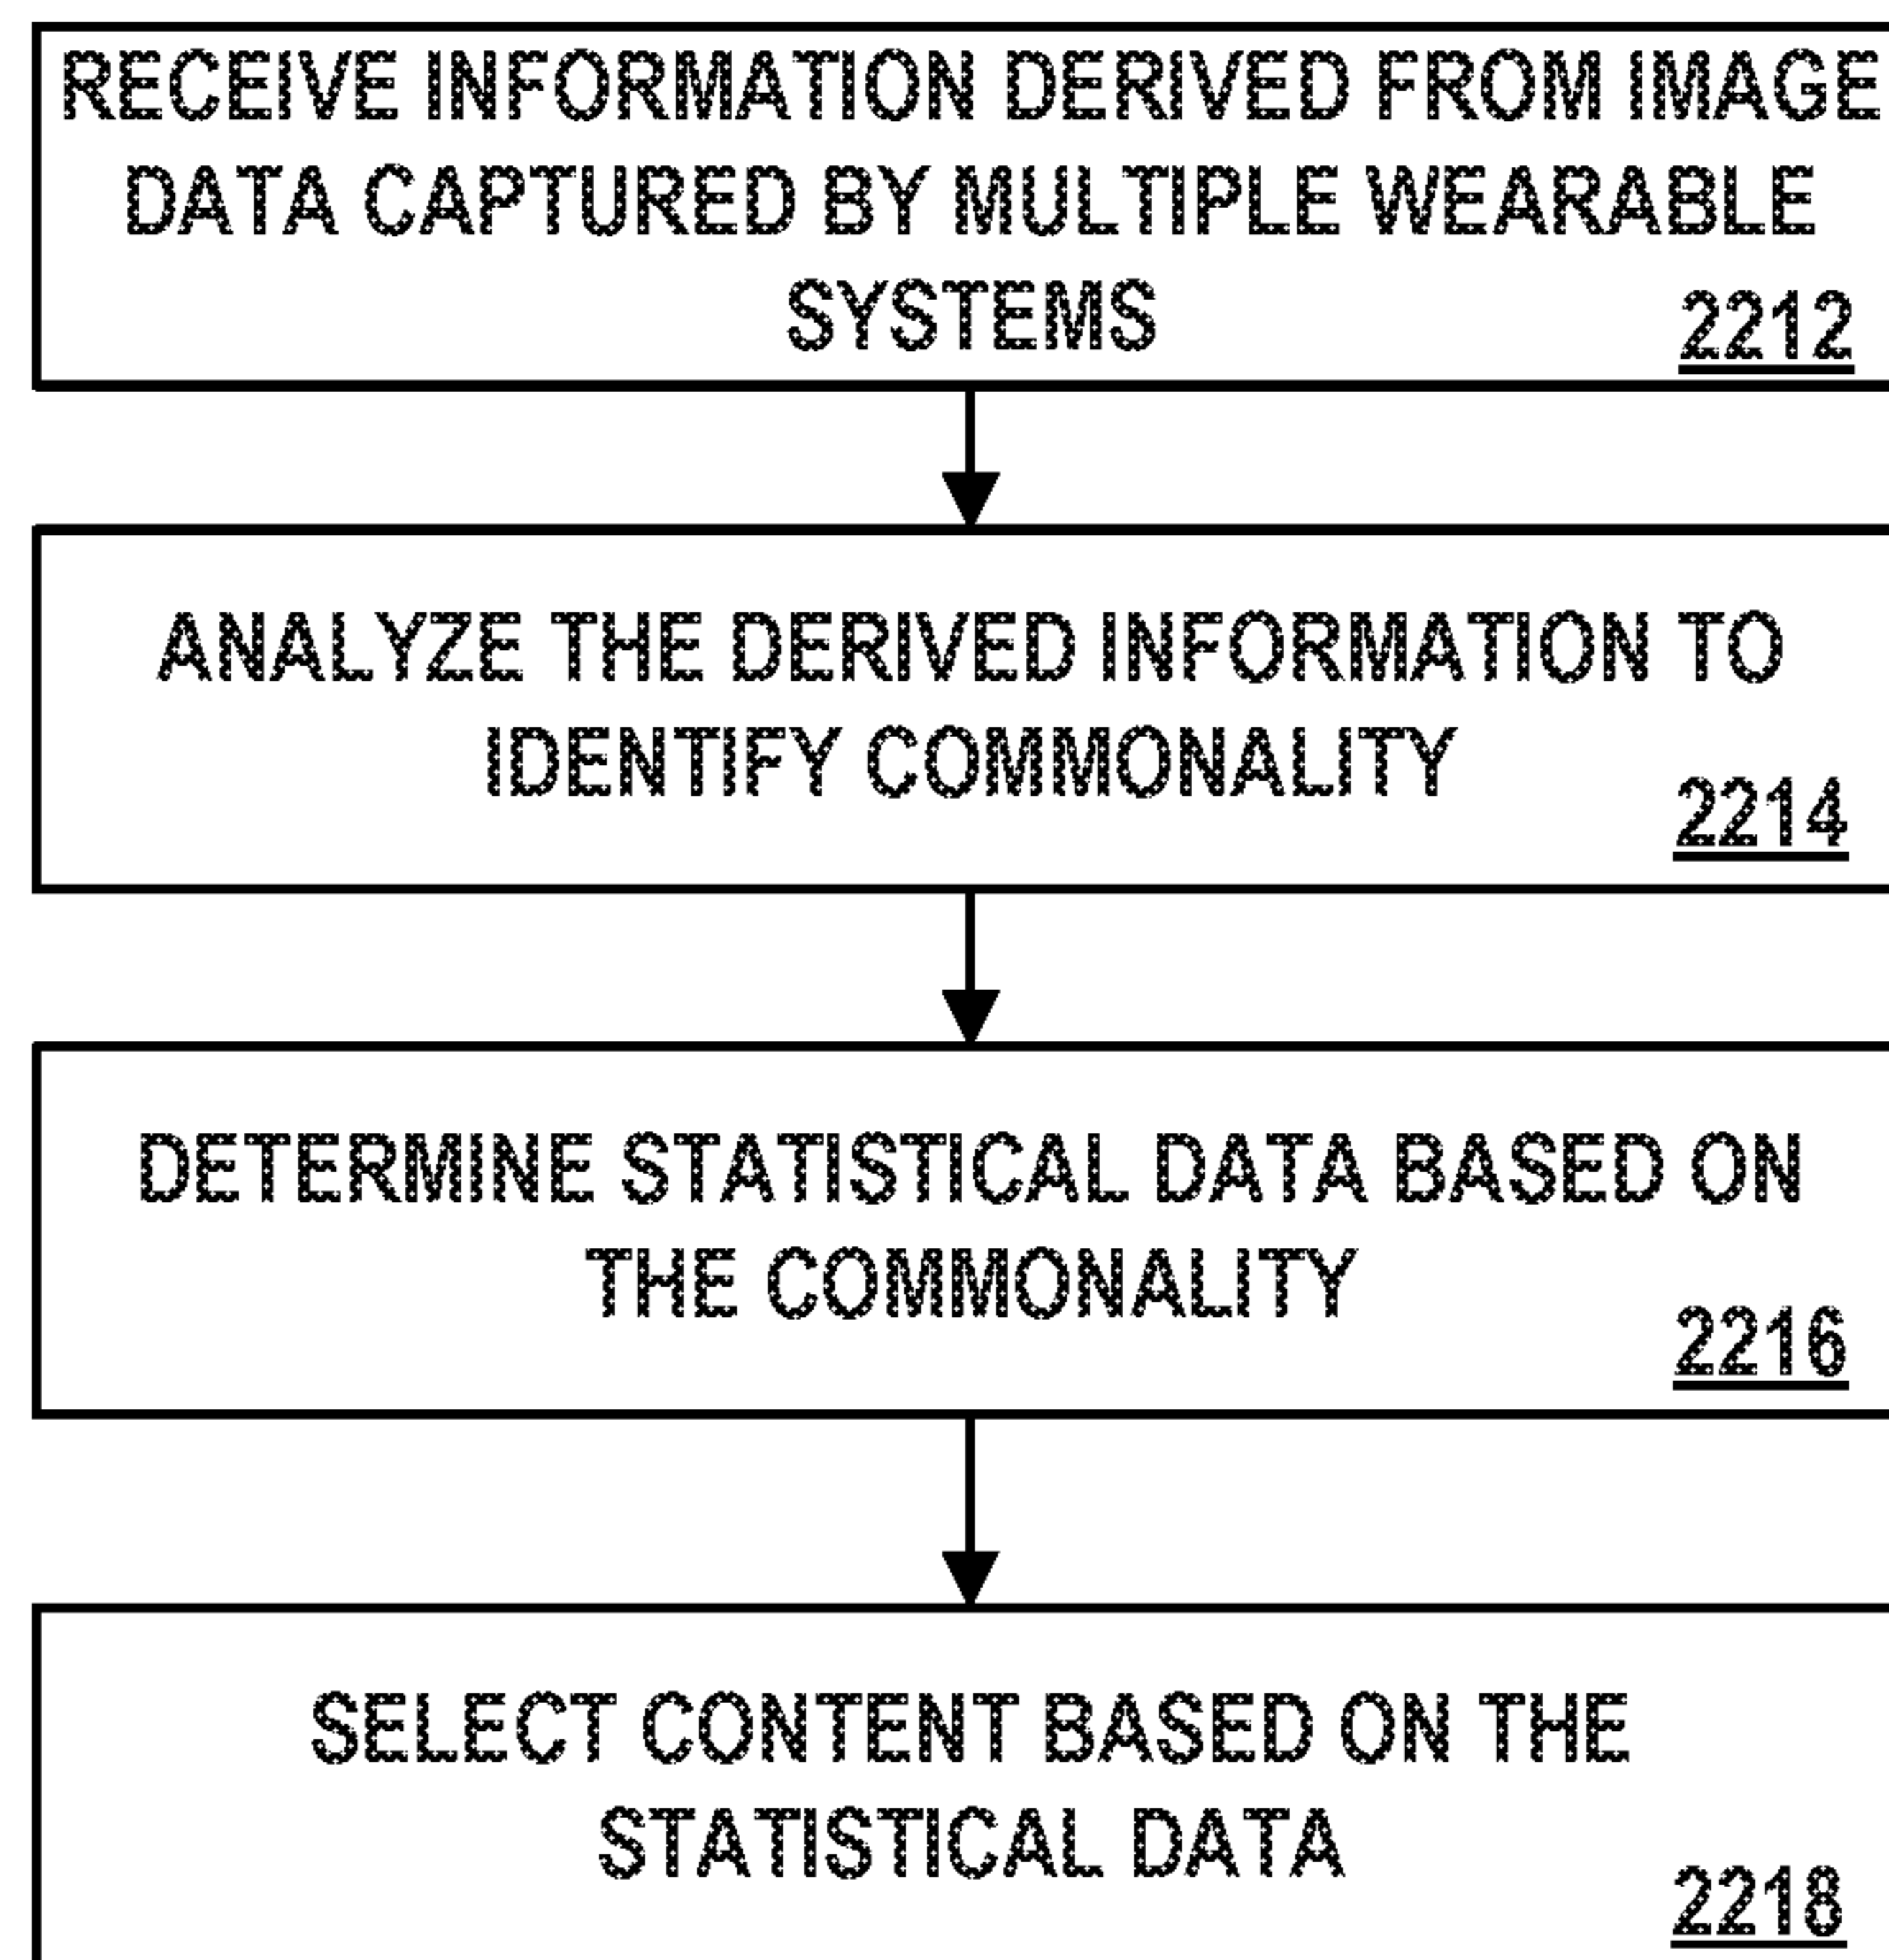 RECEIVE INFORMATION DERIVED FROM IMAGE
DATA CAPTURED BY MULTIPLE WEARABLE
SYSTEMS
2212
ANALYZE THE DERIVED INFORMATION TO
IDENTIFY COMMONALITY
2214
DETERMINE STATISTICAL DATA BASED ON
THE COMMONALITY
2216
SELECT CONTENT BASED ON THE
STATISTICAL DATA
2218